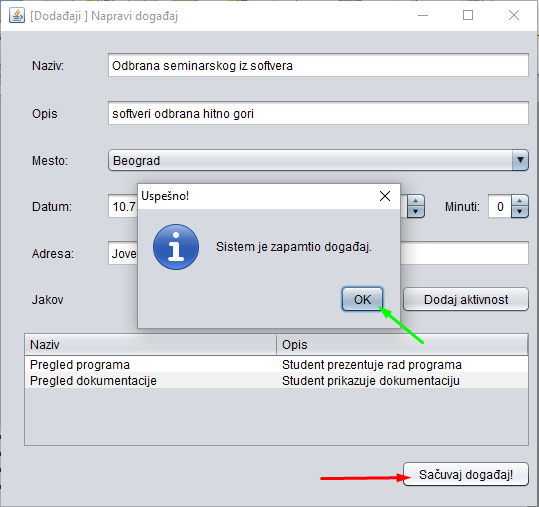 [Dodađaji ] Napravi događaj
Naziv: Odbrana seminarskog iz softvera
Opis softveri odbrana hitno gori
Mesto: Beograd
Uspešno!
Datum: 10.7 Minuti: 0
Sistem je zapamtio događaj.
Adresa: Jove
Jakov OK Dodaj aktivnost
Naziv Opis
Pregled programa Student prezentuje rad programa
Pregled dokumentacije Student prikazuje dokumentaciju
Sačuvaj događaj!